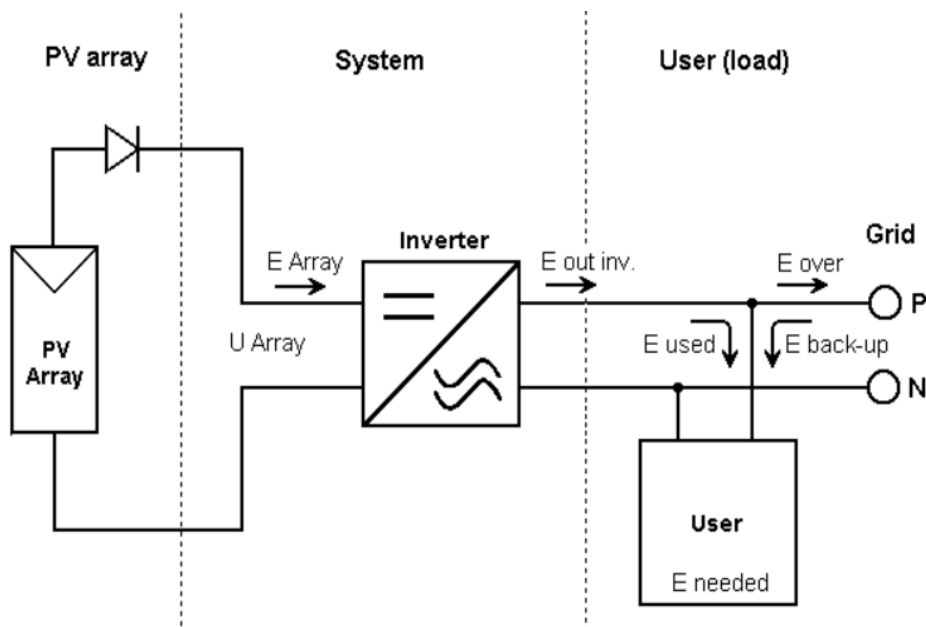 PV array
System
User (load)
Grid
Inverter
E Array
E out inv.
E over
P
U Array
E used
E back-up
PV
Array
N
User
E needed